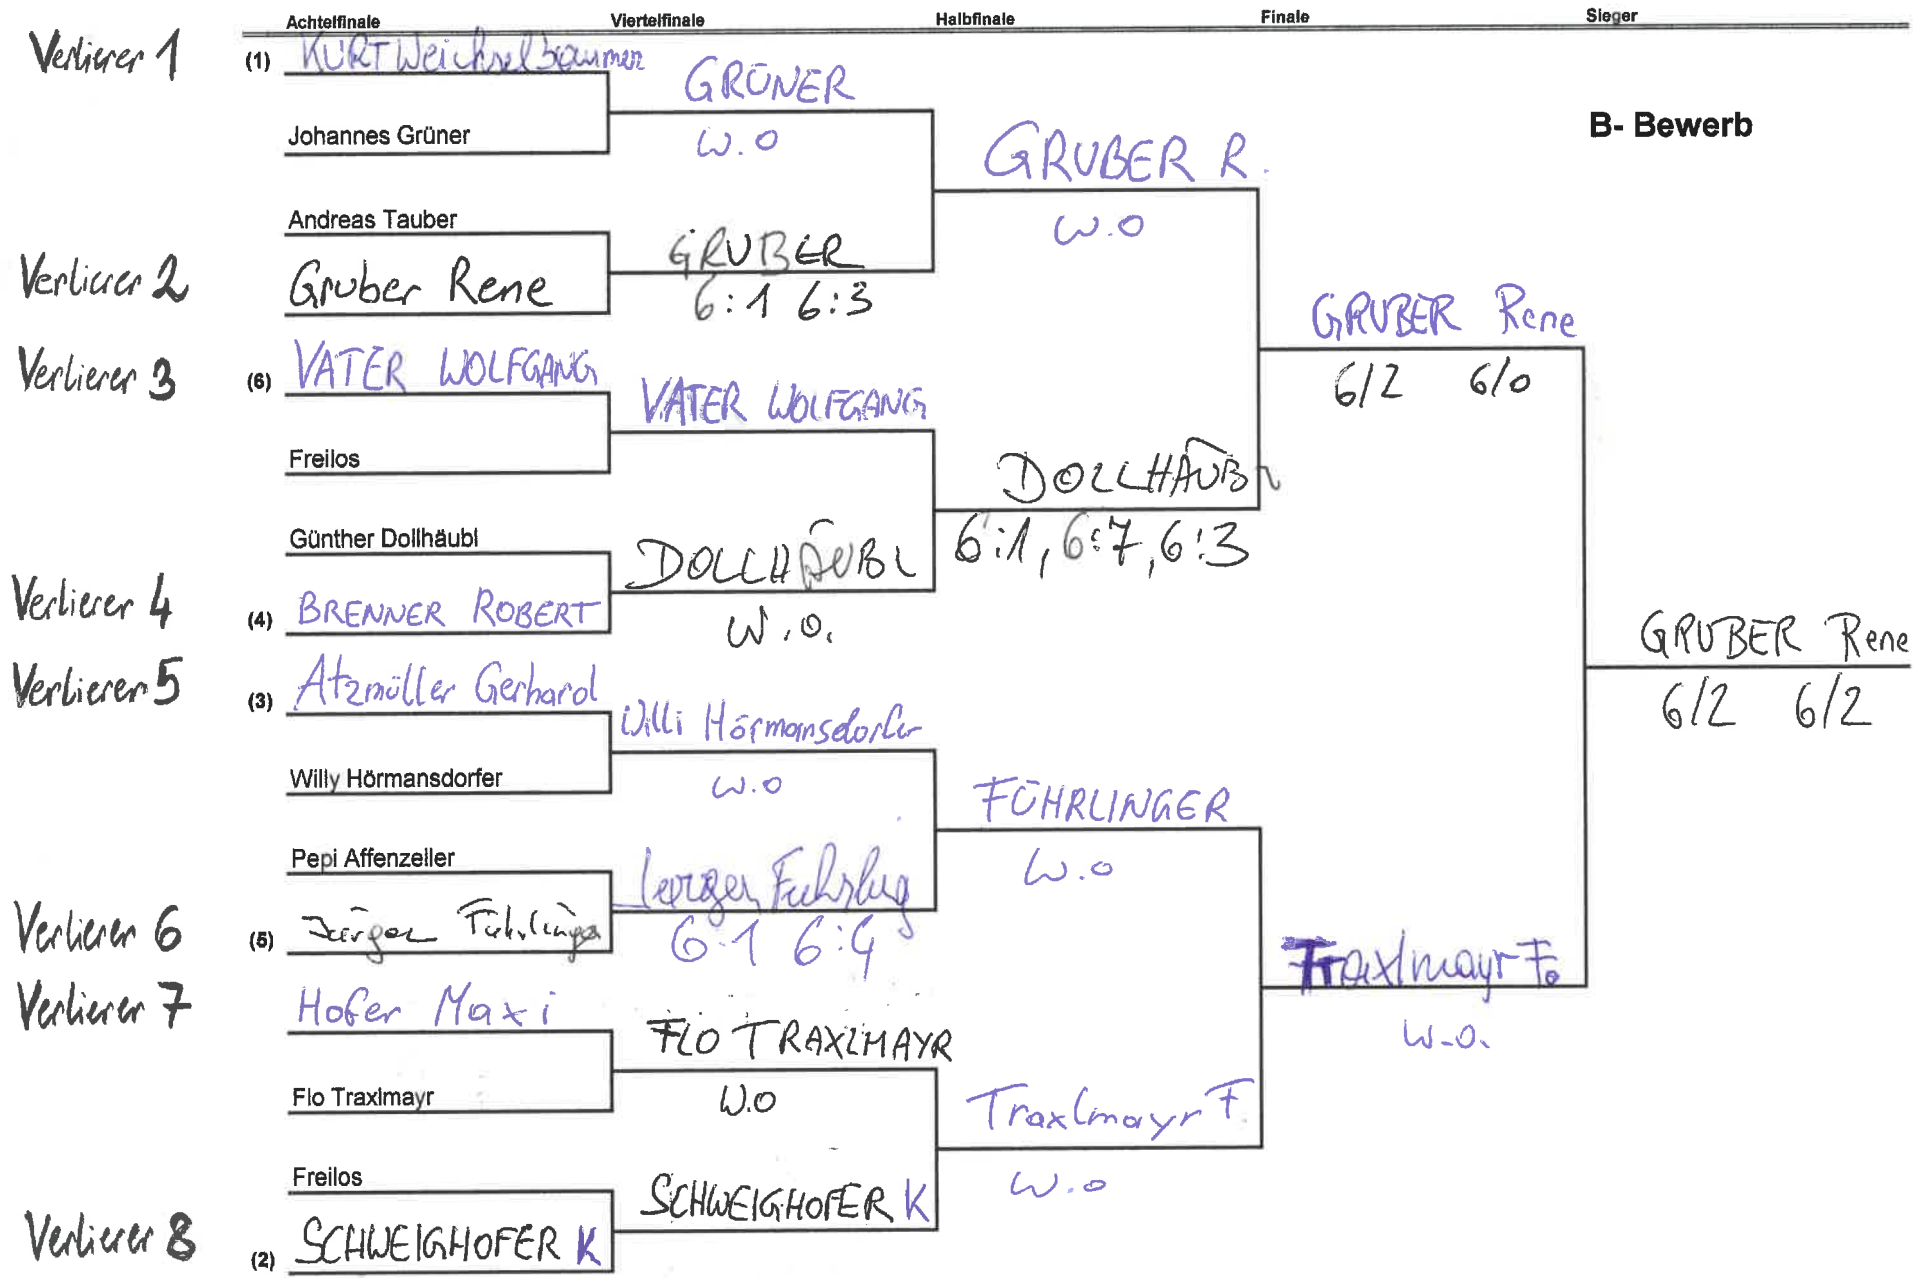 Achtelfinale Viertelfinale Halbfinale Finale Sieger
Verlierer 1 (1) KURT Weichselbaumer
GRÜNER
Johannes Grüner
W.O
B- Bewerb
GRUBER R.
W.O
Andreas Tauber
GRUBER
Verlierer 2 Gruber Rene
6:1 6:3
GRUBER Rene
6/2 6/0
Verlierer 3 (6) VATER WOLFGANG
VATER WOLFGANG
Freilos
DOLLHÄUBL
6:1, 6:7, 6:3
Günther Dollhäubl
DOLLHÄUBL
Verlierer 4 (4) BRENNER ROBERT
W.O.
GRUBER Rene
6/2 6/2
Verlierer 5 (3) Atzmüller Gerhard
Willi Hörmansdorfer
Willy Hörmansdorfer
W.O
FÜHRLINGER
W.O
Pepi Affenzeller
Verlierer 6 (5) Jürgen Führlinger
6:1 6:4
Traxlmayr F.
W.O.
Verlierer 7 Hofer Maxi
FLO TRAXLMAYR
Flo Traxlmayr
W.O
Traxlmayr F
W.O
Freilos
SCHWEIGHOFER K
Verlierer 8 (2) SCHWEIGHOFER K